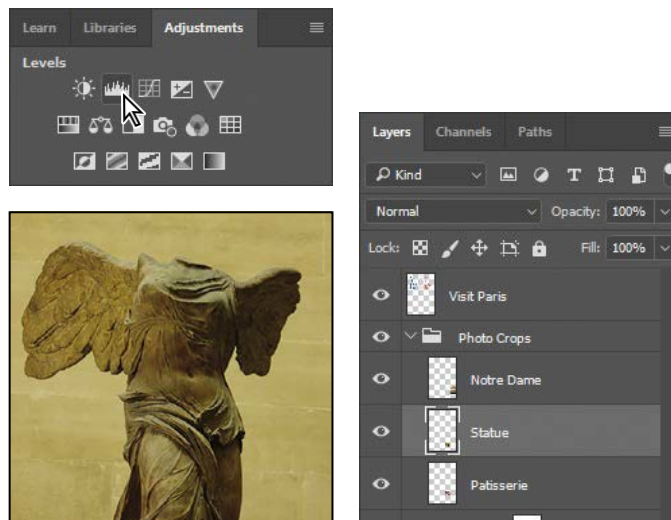 Learn Libraries Adjustments
Levels
Layers Channels Paths
Kind
Normal Opacity: 100%
Lock: Fill: 100%
Visit Paris
Photo Crops
Notre Dame
Statue
Patisserie